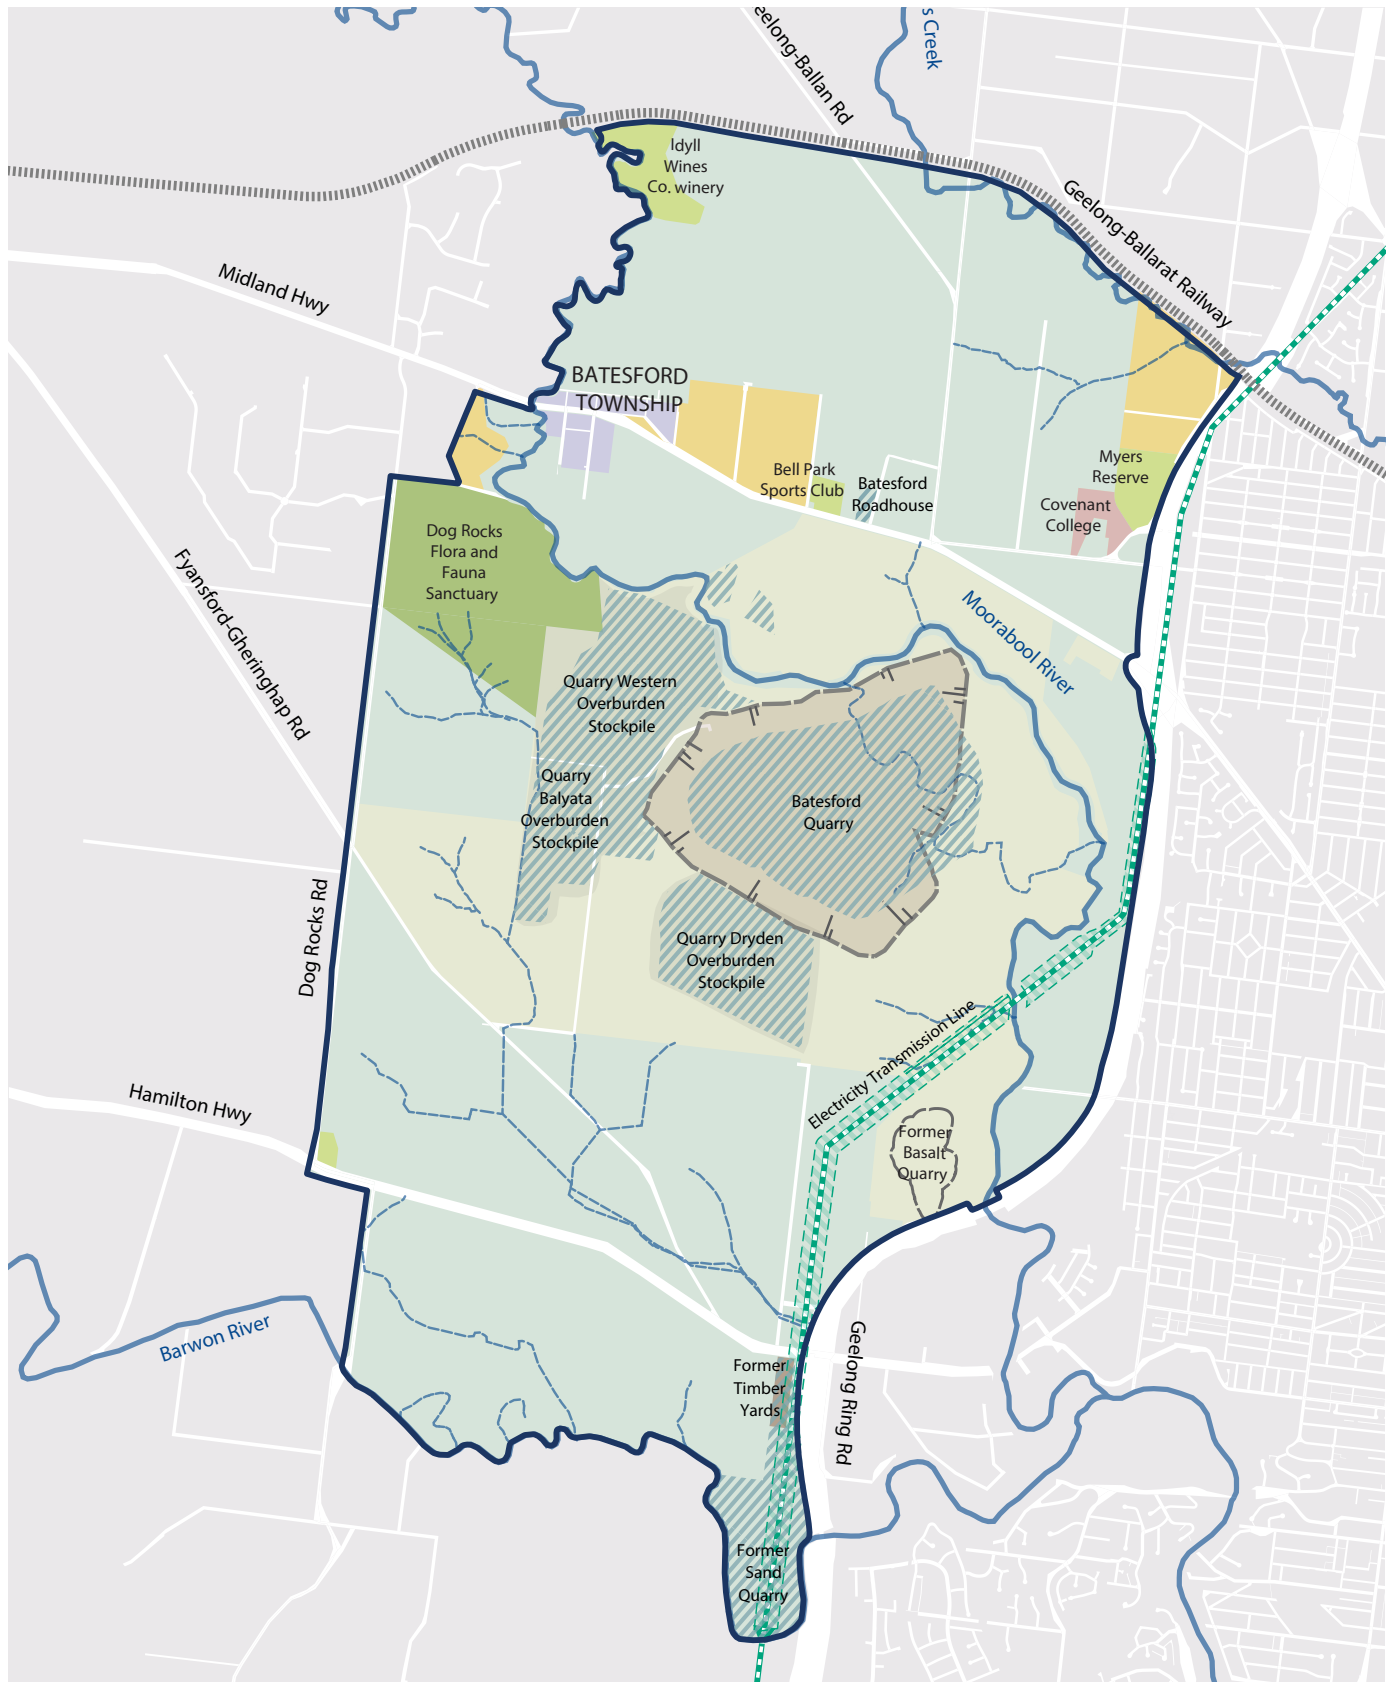 s Creek
eelong-Ballan Rd
Idyll
Wines
Co. winery
Geelong-Ballarat Railway
Midland Hwy
BATESFORD
TOWNSHIP
Bell Park
Sports Club
Batesford
Roadhouse
Myers
Reserve
Covenant
College
Dog Rocks
Flora and
Fauna
Sanctuary
Fyansford-Gheringhap Rd
Moorabool River
Quarry Western
Overburden
Stockpile
Quarry
Balyata
Overburden
Stockpile
Batesford
Quarry
Dog Rocks Rd
Quarry Dryden
Overburden
Stockpile
Electricity Transmission Line
Hamilton Hwy
Former
Basalt
Quarry
Barwon River
Geelong Ring Rd
Former
Timber
Yards
Former
Sand
Quarry